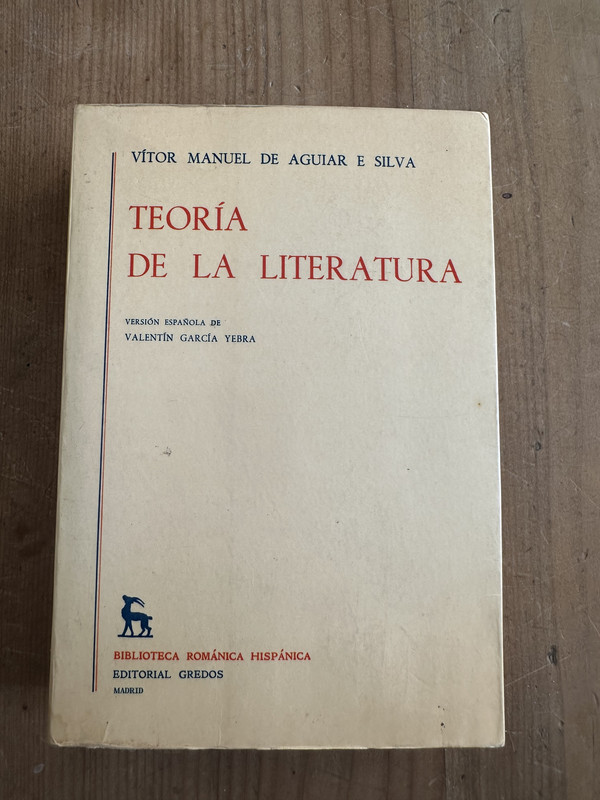 VÍTOR MANUEL DE AGUIAR E SILVA
TEORÍA
DE LA LITERATURA
VERSIÓN ESPAÑOLA DE
VALENTÍN GARCÍA YEBRA
BIBLIOTECA ROMÁNICA HISPÁNICA
EDITORIAL GREDOS
MADRID